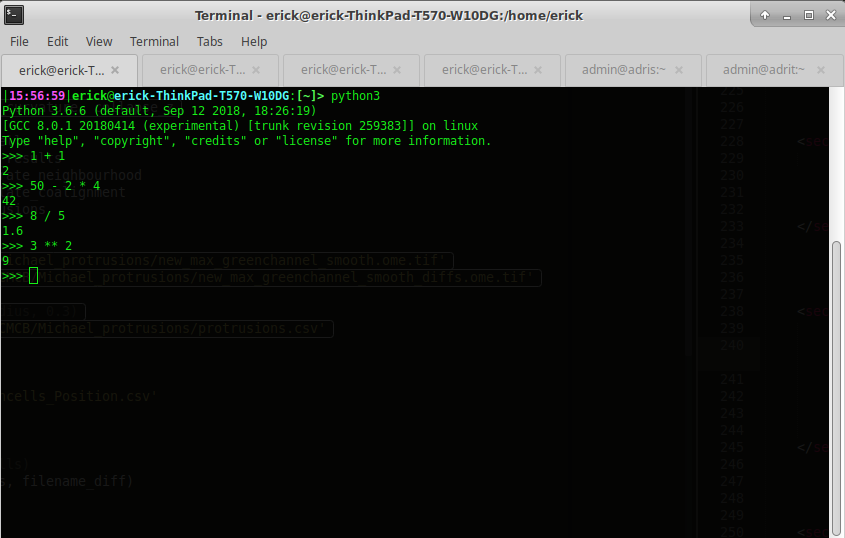 Terminal - erick@erick-ThinkPad-T570-W10DG:/home/erick
File Edit View Terminal Tabs Help
erick@erick-T... erick@erick-T... erick@erick-T... erick@erick-T... admin@adris:~ admin@adrit:~
|15:56:59|erick@erick-ThinkPad-T570-W10DG:[~]> python3
Python 3.6.6 (default, Sep 12 2018, 18:26:19)
[GCC 8.0.1 20180414 (experimental) [trunk revision 259383]] on linux
Type "help", "copyright", "credits" or "license" for more information.
>>> 1 + 1
2
>>> 50 - 2 * 4
42
>>> 8 / 5
1.6
>>> 3 ** 2
9
>>>
ate_neighbourhood
ate_coalignment
michael_protrusions/new_max_greenchannel_smooth.ome.tif'
Michael_protrusions/new_max_greenchannel_smooth_diffs.ome.tif'
CMCB/Michael_protrusions/protrusions.csv'
ncells_Position.csv'
s, filename_diff)
227
228
229
230
231
232
233
234
235
236
237
238
239
240
241
242
243
244
245
246
247
248
249
250